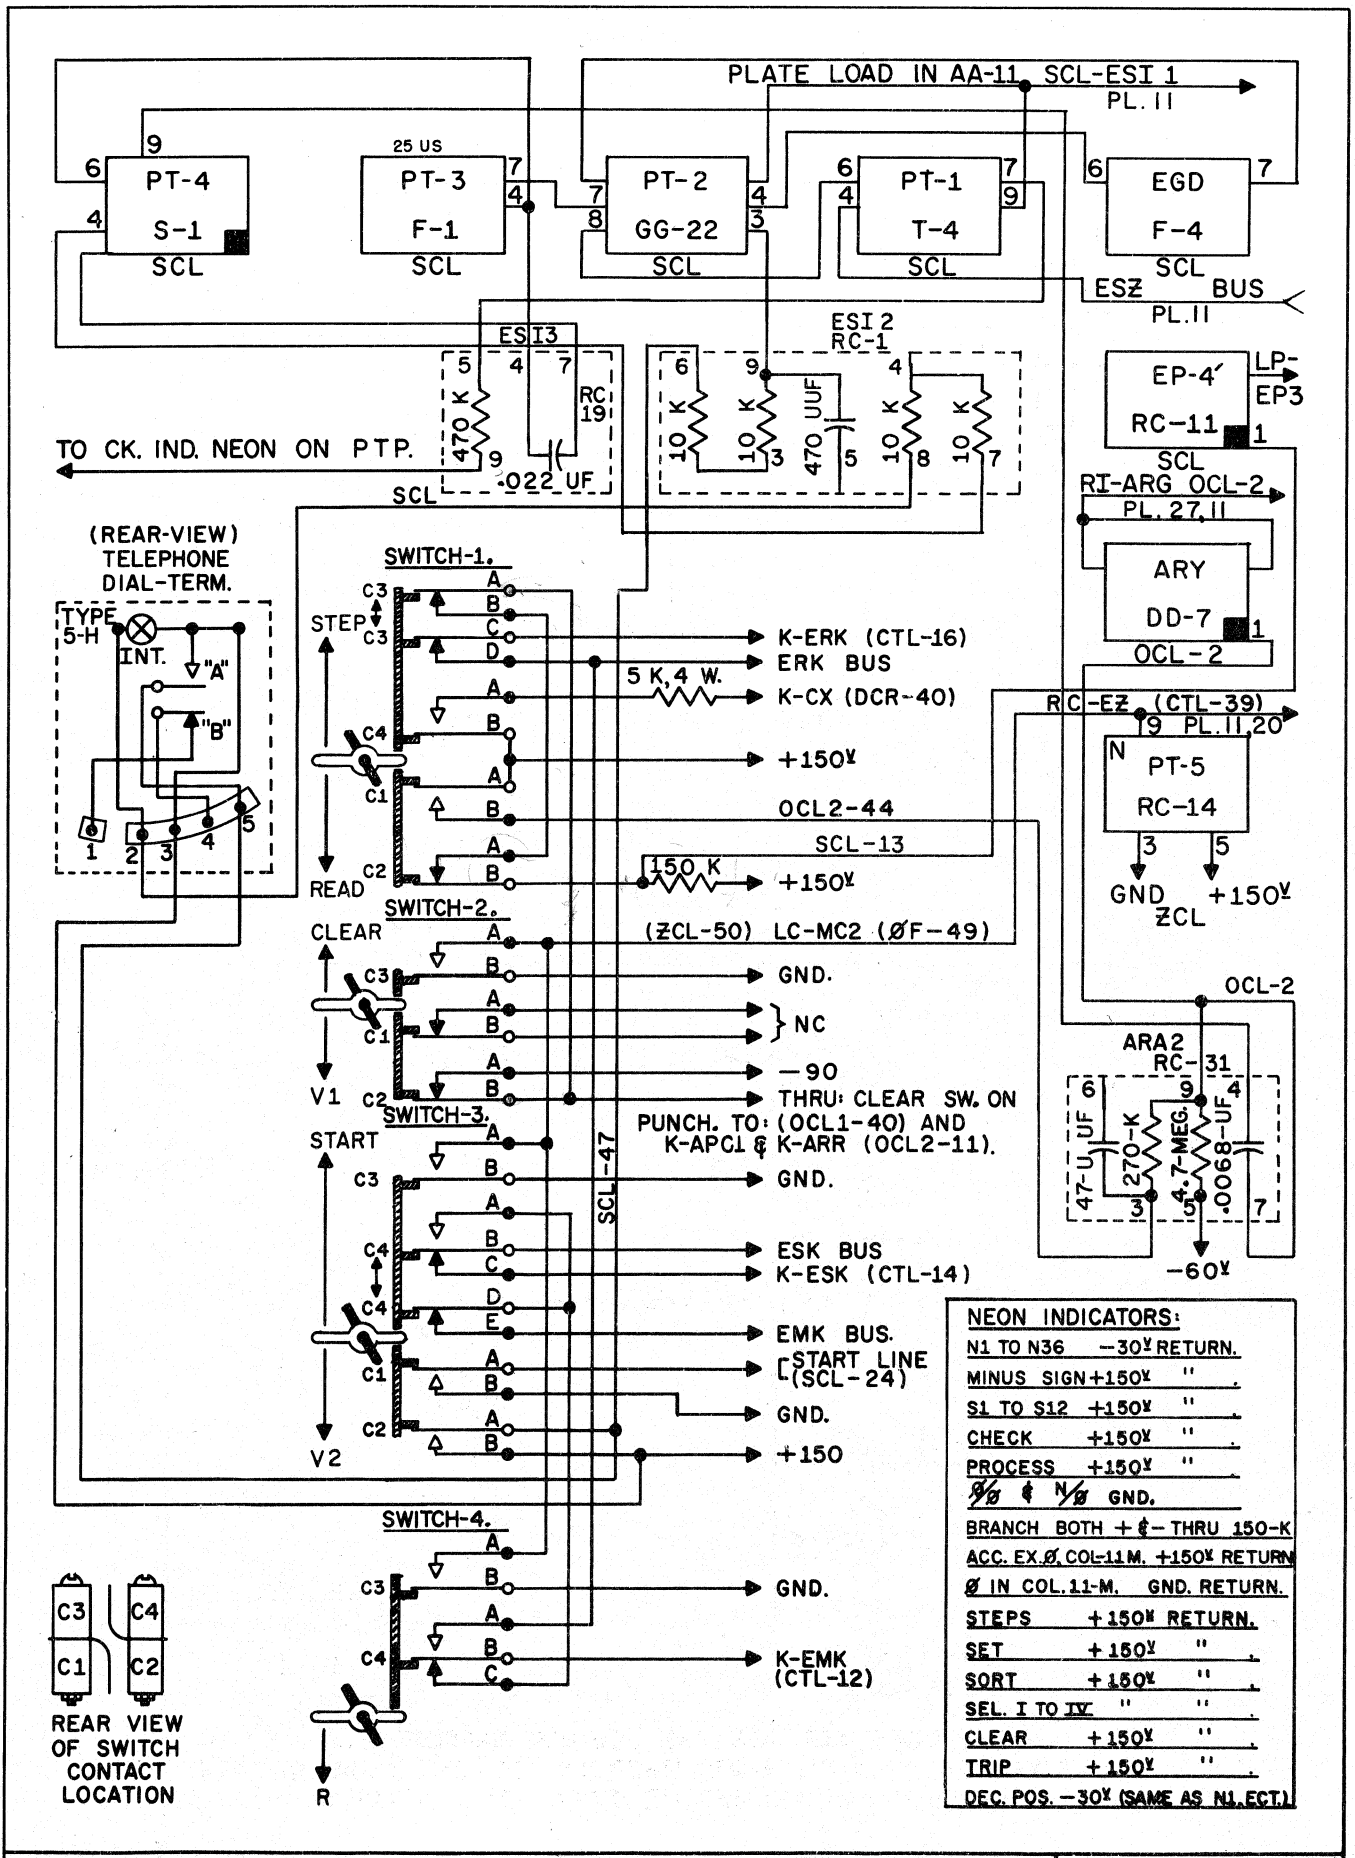 PLATE LOAD IN AA-11 SCL-ESI 1
PL. 11
9
6
4
PT-4
S-1
SCL
25 US
PT-3
F-1
SCL
7
4
7
8
PT-2
GG-22
SCL
4
3
6
4
PT-1
T-4
SCL
7
9
6
EGD
F-4
SCL
7
ESZ BUS
PL.11
ESI3
5
4
7
470 K
9
RC
19
.022 UF
ESI 2
RC-1
6
9
4
10 K
10 K
3
470 UUF
5
10 K
8
10 K
7
EP-4
RC-11
1
SCL
LP-
EP3
TO CK. IND. NEON ON PTP.
SCL
RI-ARG OCL-2
PL. 27,11
ARY
DD-7
1
OCL-2
(REAR-VIEW)
TELEPHONE
DIAL-TERM.
TYPE
5-H
INT.
"A"
"B"
1
2
3
4
5
SWITCH-1.
STEP
READ
C3
C3
C4
C1
C2
A
B
C
D
A
B
A
B
A
B
K-ERK (CTL-16)
ERK BUS
5 K,4 W.
K-CX (DCR-40)
+150V
OCL2-44
SCL-13
150 K
+150V
RC-EZ (CTL-39)
9 PL.11,20
N
PT-5
RC-14
3
5
GND
+150V
ZCL
SWITCH-2.
CLEAR
V1
C3
C1
C2
A
B
A
B
A
B
(ZCL-50) LC-MC2 (ØF-49)
GND.
NC
-90
THRU: CLEAR SW. ON
PUNCH. TO: (OCL1-40) AND
K-APC1 & K-ARR (OCL2-11).
OCL-2
ARA2
RC-31
6
9
4
47-U UF
270-K
4.7-MEG.
.0068-UF
3
5
7
-60V
SWITCH-3.
START
V2
C3
C4
C4
C1
C2
A
B
A
B
C
D
E
A
B
A
B
SCL-47
GND.
ESK BUS
K-ESK (CTL-14)
EMK BUS.
START LINE
(SCL-24)
GND.
+150
SWITCH-4.
C3
C4
A
B
A
B
C
GND.
K-EMK
(CTL-12)
R
C3
C4
C1
C2
REAR VIEW
OF SWITCH
CONTACT
LOCATION
NEON INDICATORS:
N1 TO N36 -30V RETURN.
MINUS SIGN +150V " .
S1 TO S12 +150V " .
CHECK +150V " .
PROCESS +150V " .
Ø/Ø & N/Ø GND.
BRANCH BOTH + & - THRU 150-K
ACC. EX.Ø, COL-11 M. +150V RETURN
Ø IN COL. 11-M. GND. RETURN.
STEPS +150V RETURN.
SET +150V " .
SORT +150V " .
SEL. I TO IV " " .
CLEAR +150V " .
TRIP +150V " .
DEC. POS. -30V (SAME AS N1, ECT.)